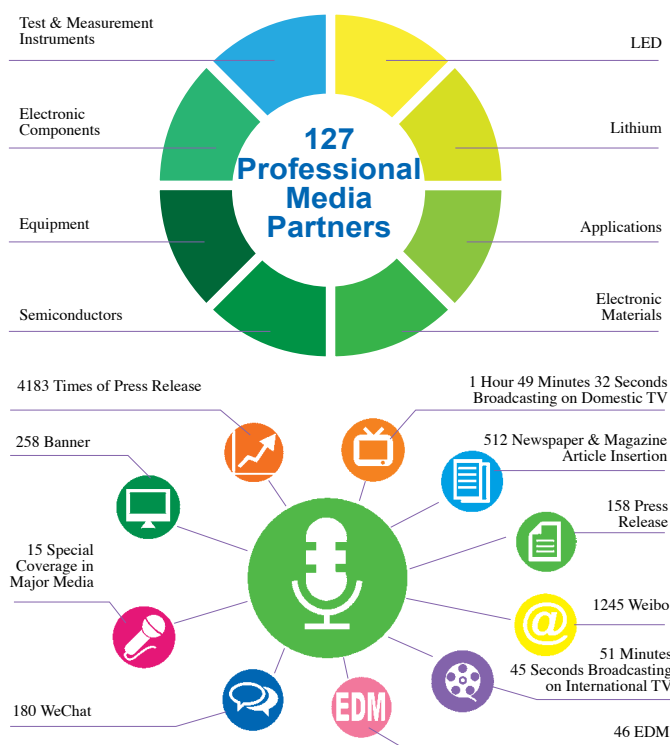 Test & Measurement
Instruments
LED
Electronic
Components
Lithium
127
Professional
Media
Partners
Equipment
Applications
Semiconductors
Electronic
Materials
4183 Times of Press Release
1 Hour 49 Minutes 32 Seconds
Broadcasting on Domestic TV
258 Banner
512 Newspaper & Magazine
Article Insertion
158 Press
Release
15 Special
Coverage in
Major Media
@
1245 Weibo
51 Minutes
45 Seconds Broadcasting
on International TV
180 WeChat
EDM
46 EDM